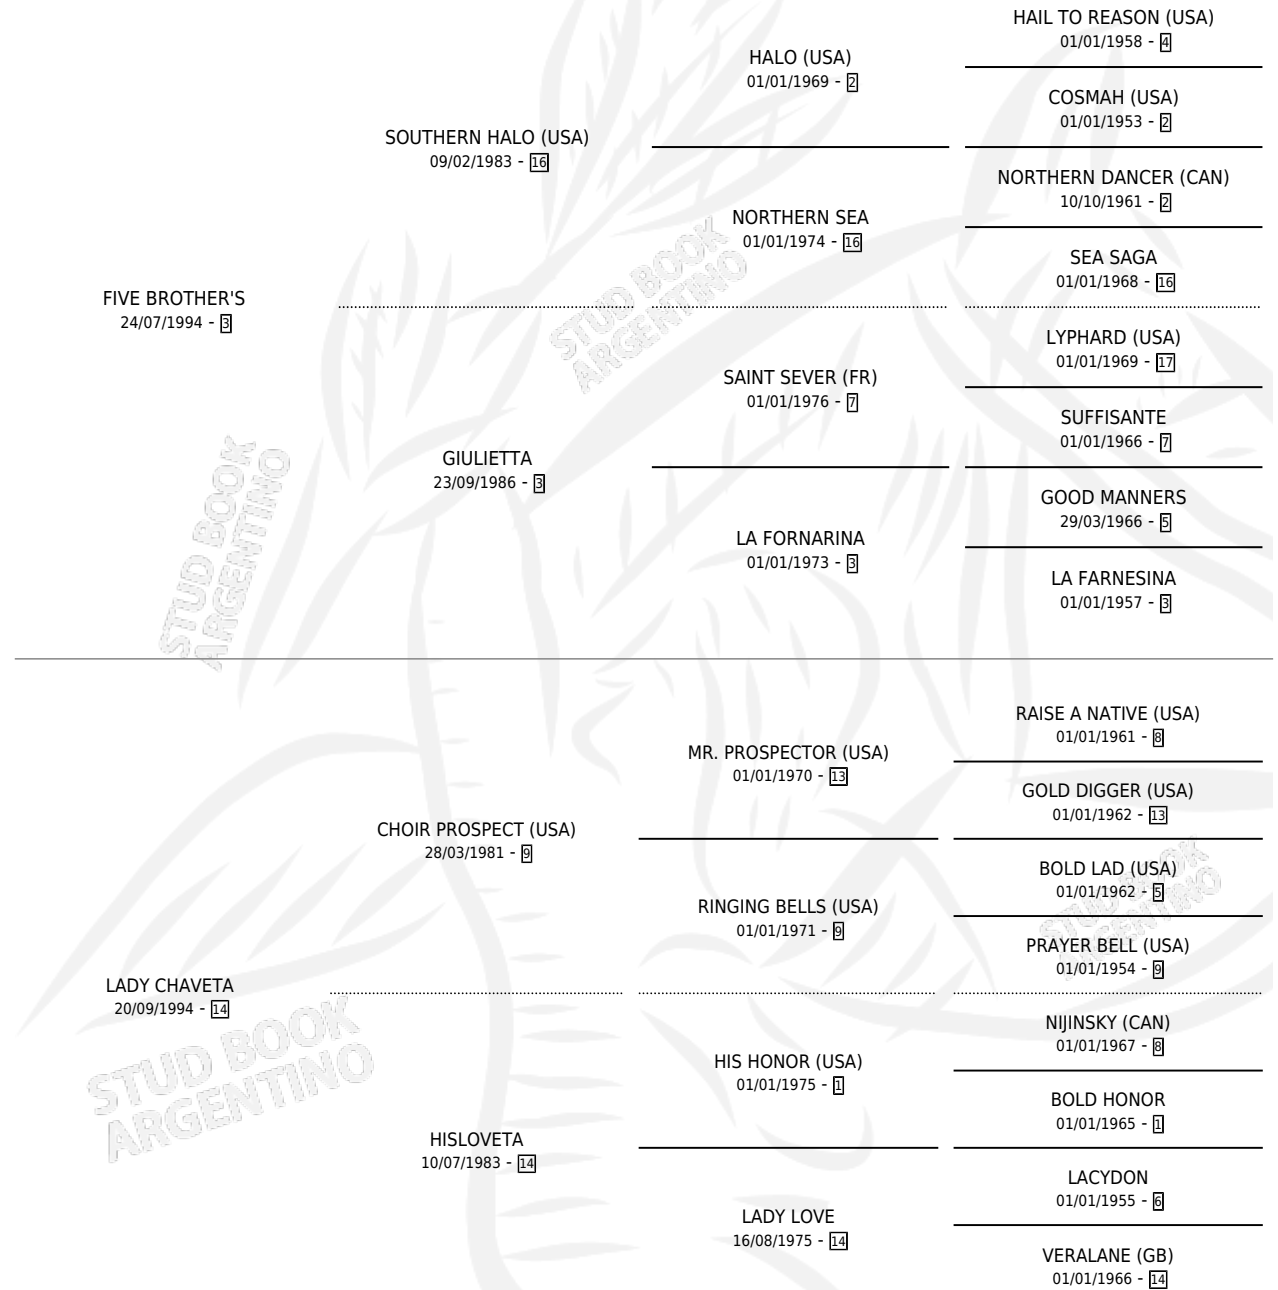 HAIL TO REASON (USA)
01/01/1958 - 4
HALO (USA)
01/01/1969 - 2
COSMAH (USA)
01/01/1953 - 2
SOUTHERN HALO (USA)
09/02/1983 - 16
NORTHERN DANCER (CAN)
10/10/1961 - 2
NORTHERN SEA
01/01/1974 - 16
SEA SAGA
01/01/1968 - 16
FIVE BROTHER'S
24/07/1994 - 3
STUD BOOK
ARGENTINO
LYPHARD (USA)
01/01/1969 - 17
SAINT SEVER (FR)
01/01/1976 - 7
SUFFISANTE
01/01/1966 - 7
GIULIETTA
23/09/1986 - 3
GOOD MANNERS
29/03/1966 - 5
LA FORNARINA
01/01/1973 - 3
LA FARNESINA
01/01/1957 - 3
STUD BOOK
ARGENTINO
RAISE A NATIVE (USA)
01/01/1961 - 8
MR. PROSPECTOR (USA)
01/01/1970 - 13
GOLD DIGGER (USA)
01/01/1962 - 13
CHOIR PROSPECT (USA)
28/03/1981 - 9
BOLD LAD (USA)
01/01/1962 - 5
RINGING BELLS (USA)
01/01/1971 - 9
STUD BOOK
ARGENTINO
PRAYER BELL (USA)
01/01/1954 - 9
LADY CHAVETA
20/09/1994 - 14
NIJINSKY (CAN)
01/01/1967 - 8
STUD BOOK
ARGENTINO
HIS HONOR (USA)
01/01/1975 - 1
BOLD HONOR
01/01/1965 - 1
HISLOVETA
10/07/1983 - 14
LACYDON
01/01/1955 - 6
LADY LOVE
16/08/1975 - 14
VERALANE (GB)
01/01/1966 - 14